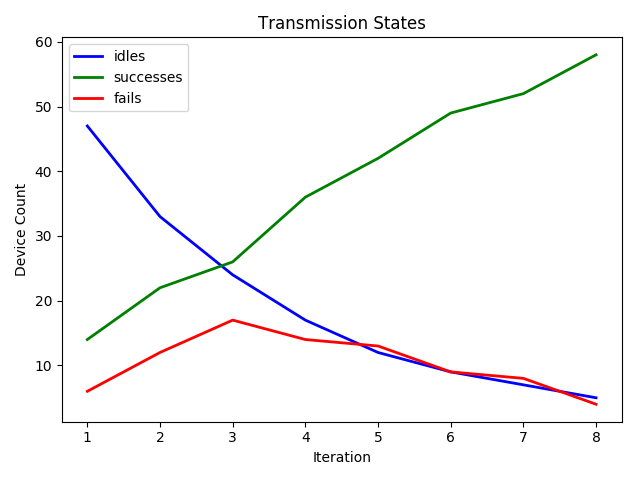 Transmission States
idles
successes
fails
60
50
40
30
20
10
Device Count
1 2 3 4 5 6 7 8
Iteration